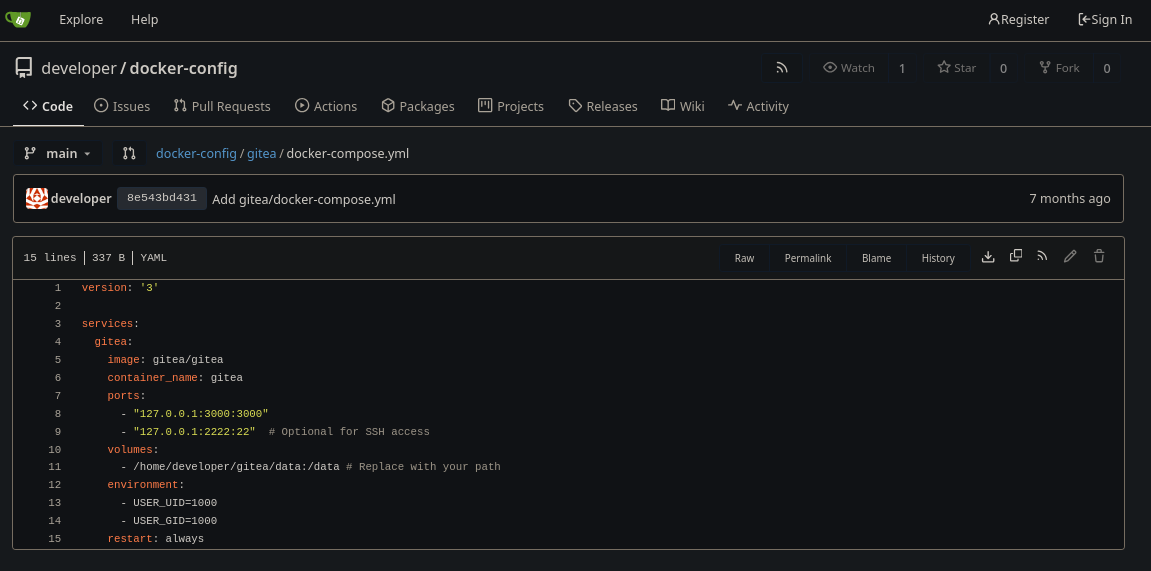 Explore Help Register Sign In
developer / docker-config Watch 1 Star 0 Fork 0
Code Issues Pull Requests Actions Packages Projects Releases Wiki Activity
main docker-config / gitea / docker-compose.yml
developer 8e543bd431 Add gitea/docker-compose.yml 7 months ago
15 lines 337 B YAML Raw Permalink Blame History
1 version: '3'
2
3 services:
4   gitea:
5     image: gitea/gitea
6     container_name: gitea
7     ports:
8       - "127.0.0.1:3000:3000"
9       - "127.0.0.1:2222:22"  # Optional for SSH access
10     volumes:
11       - /home/developer/gitea/data:/data # Replace with your path
12     environment:
13       - USER_UID=1000
14       - USER_GID=1000
15     restart: always